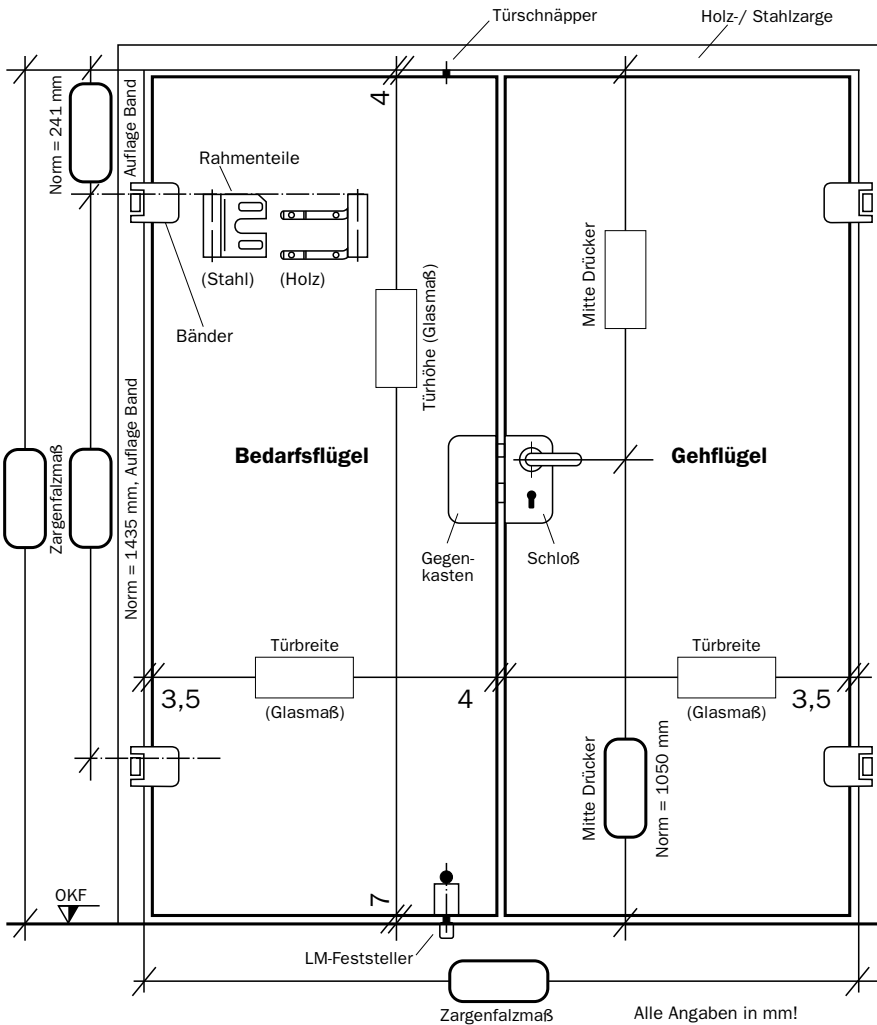 Türschnäpper
Holz-/ Stahlzarge
4
Norm = 241 mm
Auflage Band
Rahmenteile
(Stahl)
(Holz)
Bänder
Türhöhe (Glasmaß)
Mitte Drücker
Zargenfalzmaß
Norm = 1435 mm, Auflage Band
Bedarfsflügel
Gehflügel
Gegen-
kasten
Schloß
Türbreite
(Glasmaß)
3,5
4
Türbreite
(Glasmaß)
3,5
Mitte Drücker
Norm = 1050 mm
OKF
7
LM-Feststeller
Zargenfalzmaß
Alle Angaben in mm!